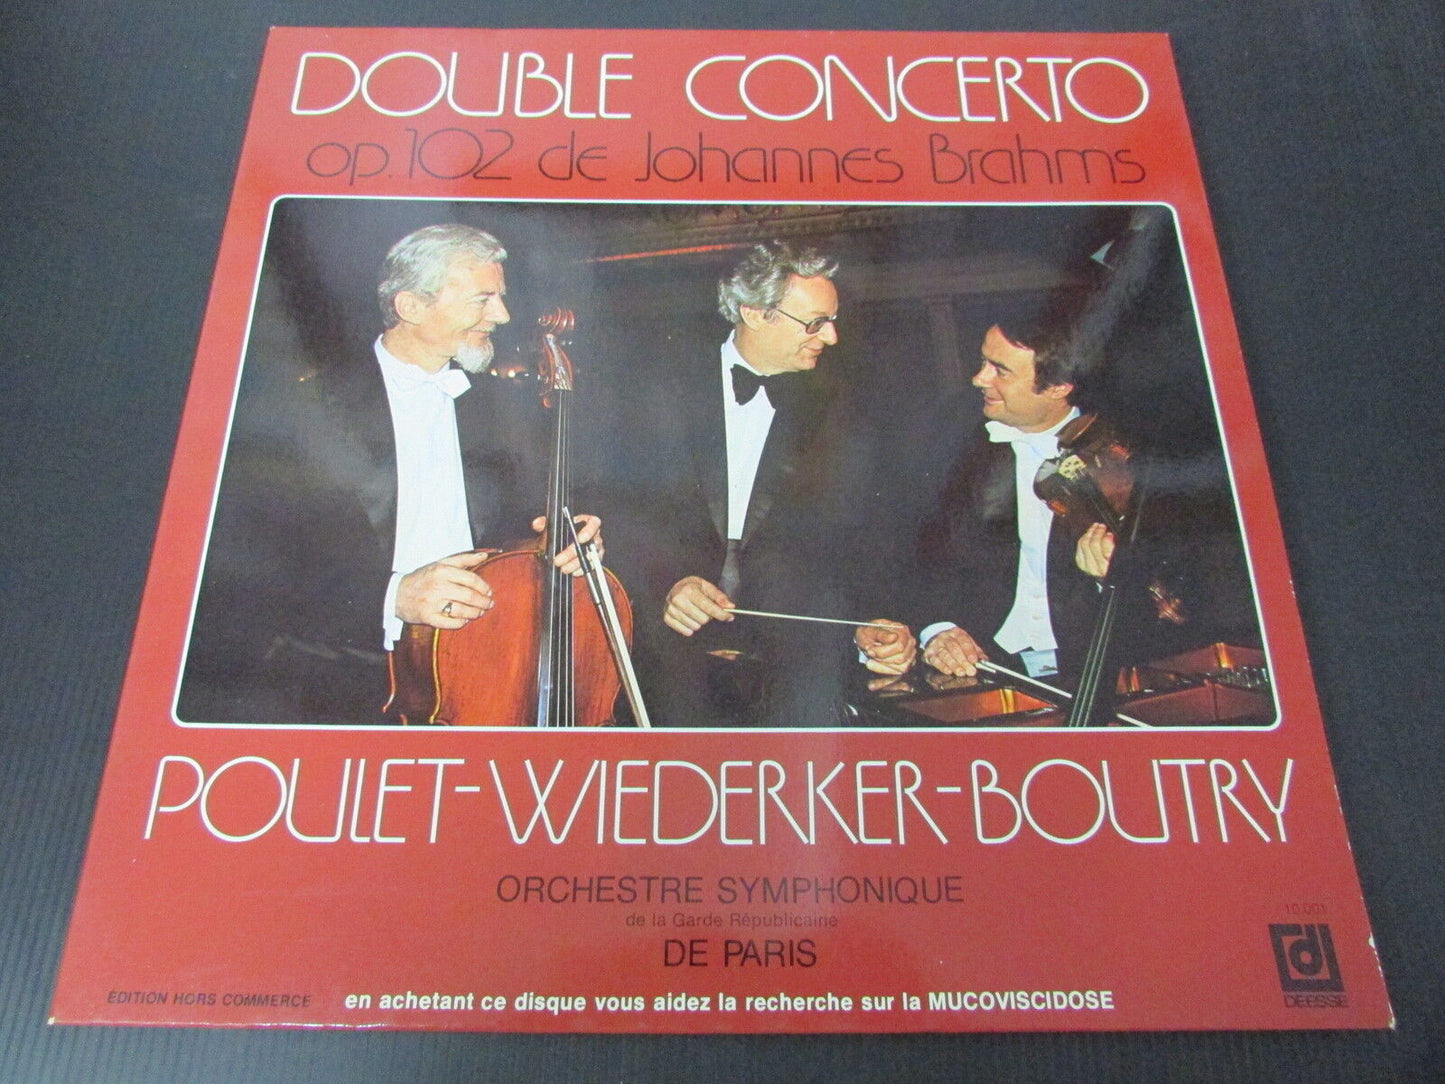 DOUBLE CONCERTO
op.102 de Johannes Brahms
POULET-WIEDERKER-BOUTRY
ORCHESTRE SYMPHONIQUE
de la Garde Républicaine
DE PARIS
10.001
DEESSE
ÉDITION HORS COMMERCE en achetant ce disque vous aidez la recherche sur la MUCOVISCIDOSE